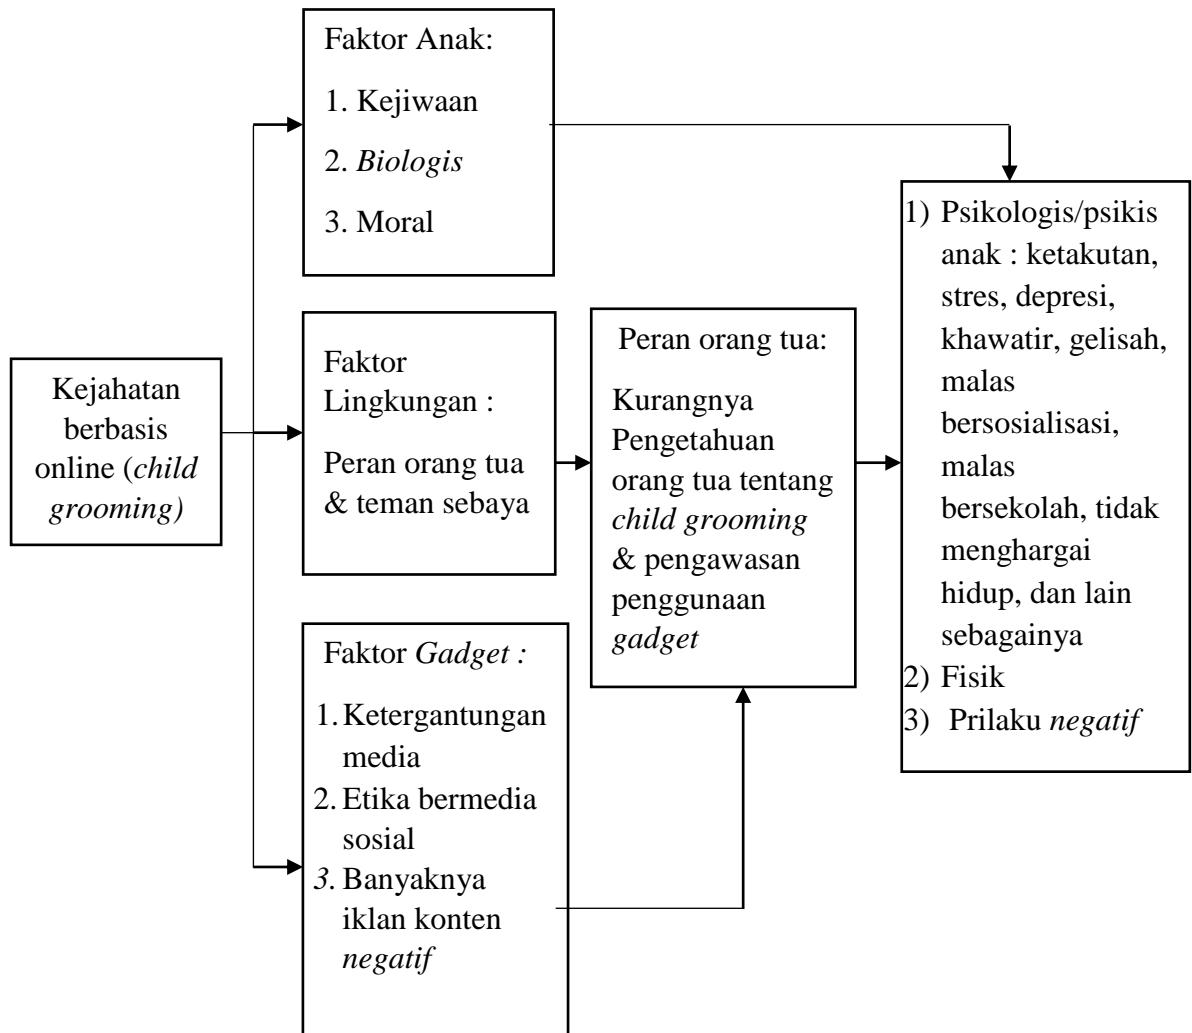 Kejahatan
berbasis
online (child
grooming)
Faktor Anak:
1. Kejiwaan
2. Biologis
3. Moral
Faktor
Lingkungan :
Peran orang tua
& teman sebaya
Faktor Gadget :
1. Ketergantungan
media
2. Etika bermedia
sosial
3. Banyaknya
iklan konten
negatif
Peran orang tua:
Kurangnya
Pengetahuan
orang tua tentang
child grooming
& pengawasan
penggunaan
gadget
1) Psikologis/psikis
anak : ketakutan,
stres, depresi,
khawatir, gelisah,
malas
bersosialisasi,
malas
bersekolah, tidak
menghargai
hidup, dan lain
sebagainya
2) Fisik
3) Prilaku negatif